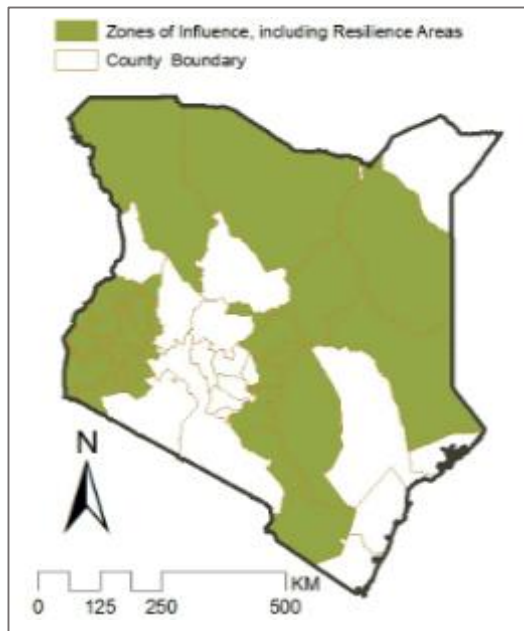 Zones of Influence, including Resilience Areas
County Boundary
N
KM
0 125 250 500